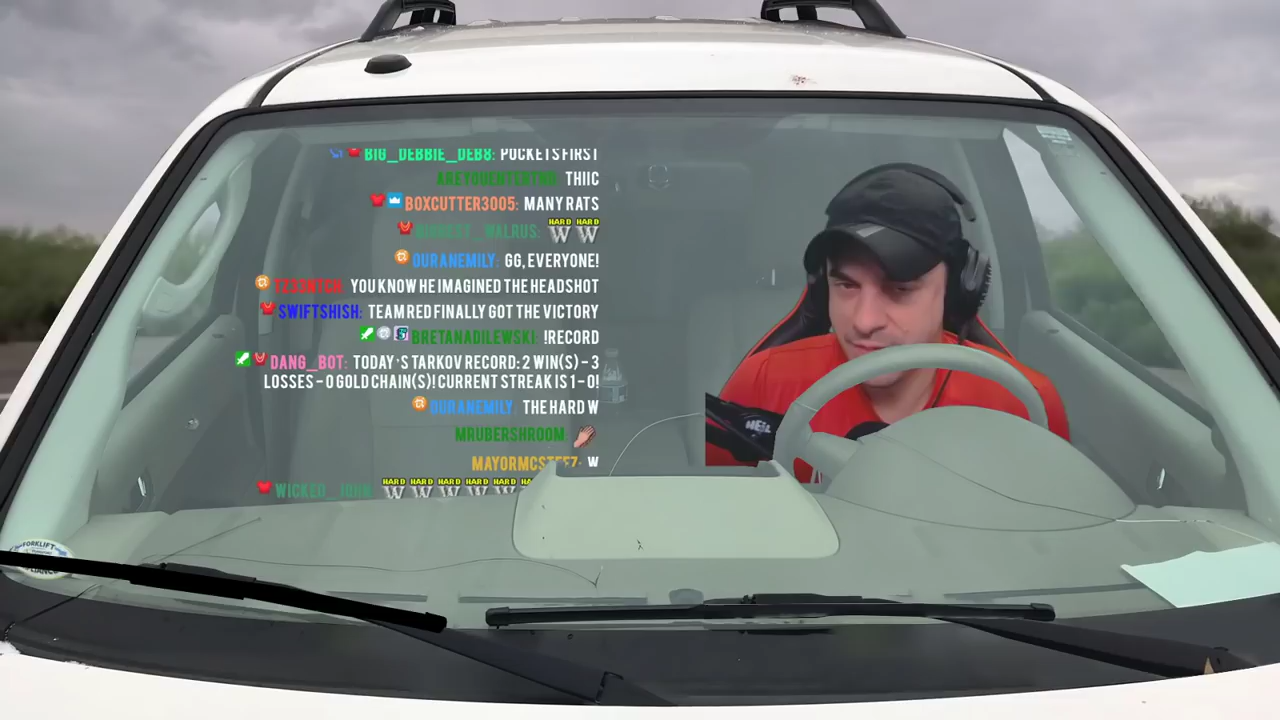 BIG_DEBBIE_DEB8: POCKETS FIRST
THIIC
BOXCUTTER3005: MANY RATS
HARD HARD
W W
OURANEMILY: GG, EVERYONE!
YOU KNOW HE IMAGINED THE HEADSHOT
SWIFTSHISH: TEAM RED FINALLY GOT THE VICTORY
BRETANADILEWSKI: !RECORD
DANG_BOT: TODAY'S TARKOV RECORD: 2 WIN(S) - 3
LOSSES - 0 GOLD CHAIN(S)! CURRENT STREAK IS 1 - 0!
OURANEMILY: THE HARD W
MRUBERSHROOM:
W
WICKED_JOHN: HARD HARD HARD HARD HARD
W W W W W
FORKLIFT